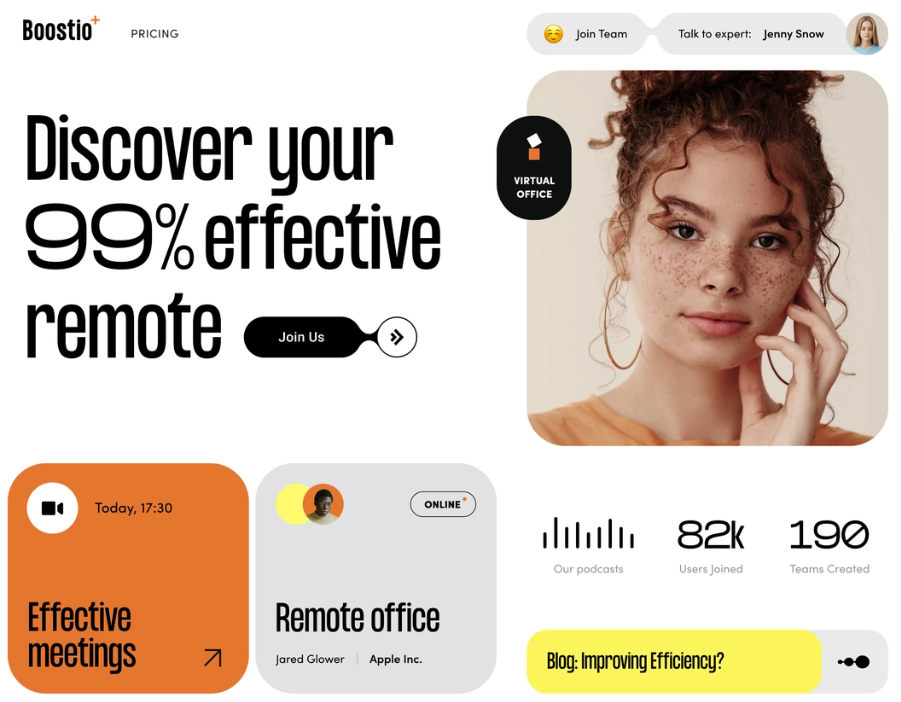 Boostio+
PRICING
Join Team
Talk to expert: Jenny Snow
Discover your
99% effective
remote
Join Us
VIRTUAL
OFFICE
Today, 17:30
Effective
meetings
ONLINE
Remote office
Jared Glower | Apple Inc.
82k
190
Our podcasts
Users Joined
Teams Created
Blog: Improving Efficiency?